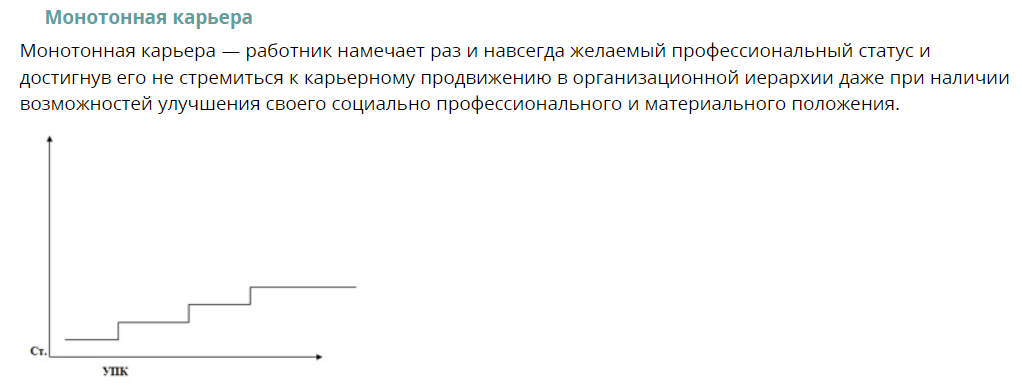 Монотонная карьера
Монотонная карьера — работник намечает раз и навсегда желаемый профессиональный статус и
достигнув его не стремиться к карьерному продвижению в организационной иерархии даже при наличии
возможностей улучшения своего социально профессионального и материального положения.
Ст.
УПК